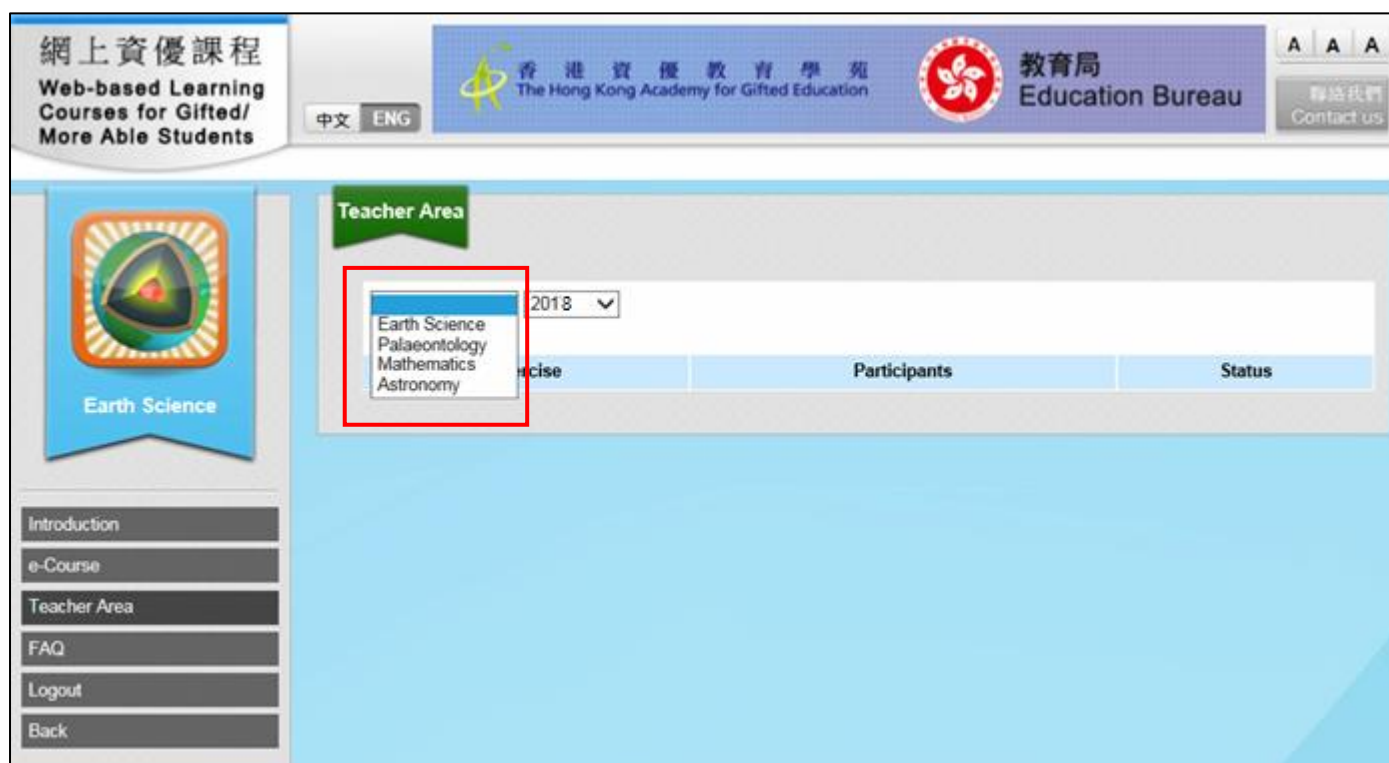 網上資優課程
Web-based Learning
Courses for Gifted/
More Able Students
中文 ENG
香港資優教育學苑
The Hong Kong Academy for Gifted Education
教育局
Education Bureau
A A A
聯絡我們
Contact us
Earth Science
Introduction
e-Course
Teacher Area
FAQ
Logout
Back
Teacher Area
2018
Earth Science
Palaeontology
Mathematics
Astronomy
ercise Participants Status